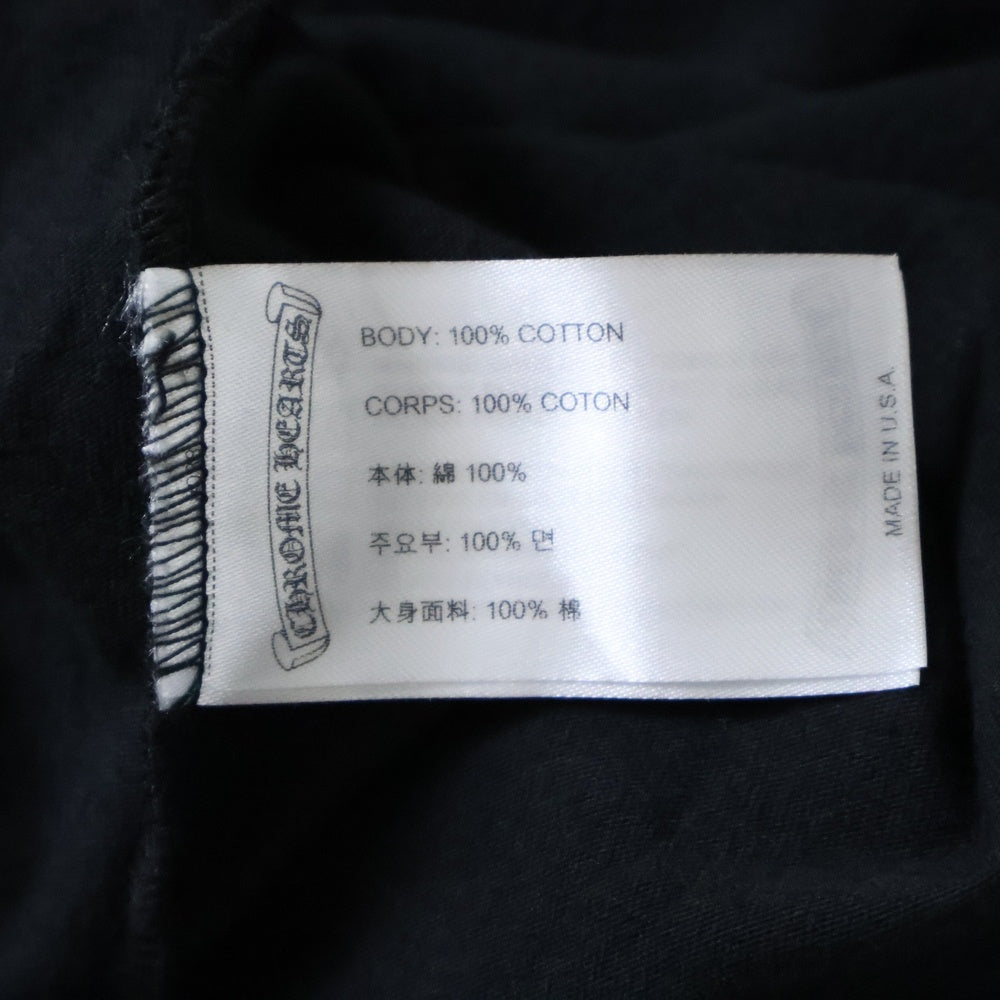 CHROME HEARTS
BODY: 100% COTTON
CORPS: 100% COTON
本体: 綿 100%
주요부: 100% 면
大身面料: 100% 棉
MADE IN U.S.A.